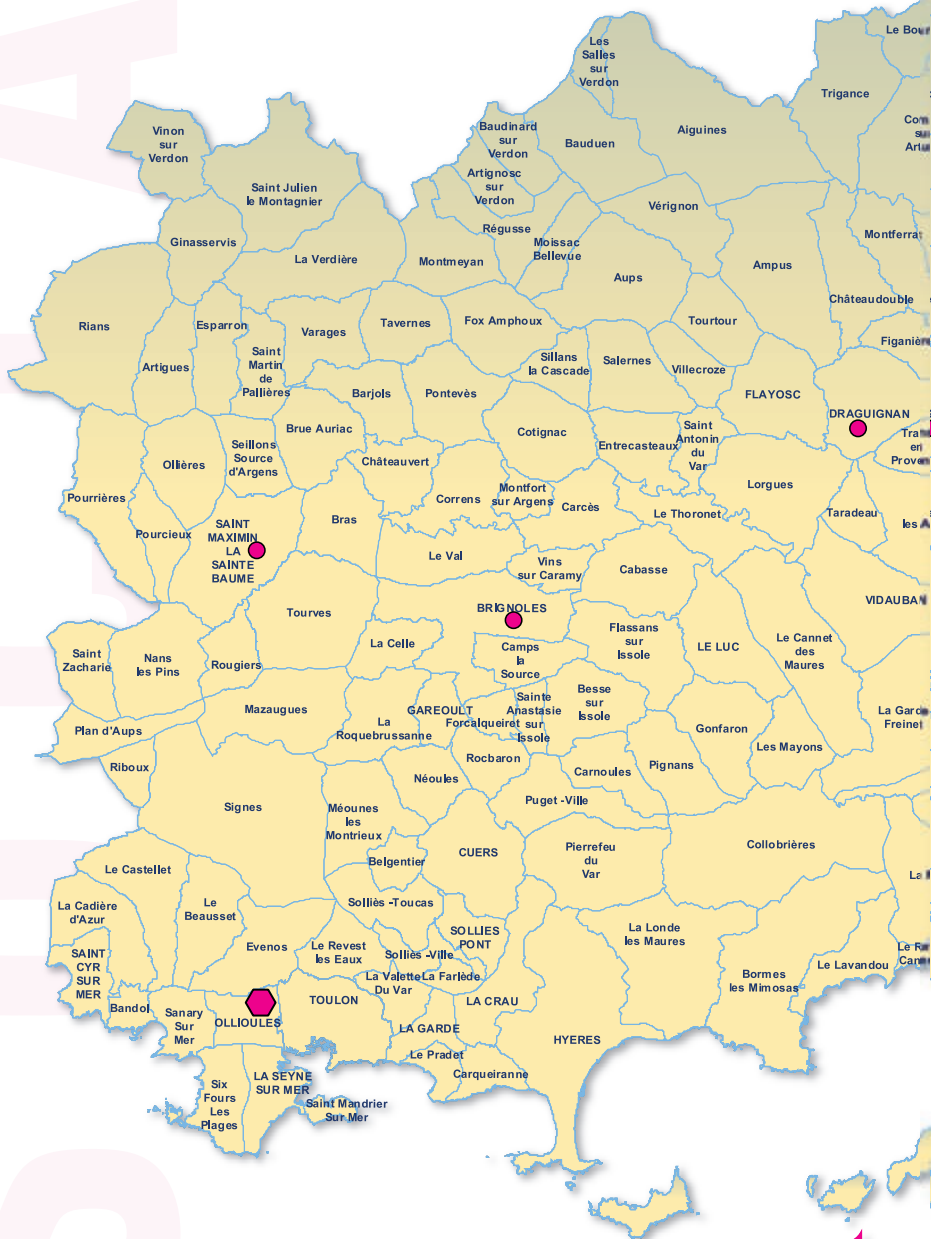 Le Bou
Les
Salles
sur
Verdon
Trigance
Vinon
sur
Verdon
Baudinard
sur
Verdon
Bauduen
Aiguines
Artignosc
sur
Verdon
Saint Julien
le Montagnier
Vérignon
Régusse
Ginasservis
Moissac
Bellevue
Montferrat
La Verdière
Montmeyan
Ampus
Aups
Châteaudouble
Rians
Esparron
Varages
Tavernes
Fox Amphoux
Tourtour
Figanière
Saint
Martin
de
Pallières
Artigues
Sillans
la Cascade
Salernes
Villecroze
Barjols
Pontevès
FLAYOSC
DRAGUIGNAN
Brue Auriac
Cotignac
Entrecasteaux
Saint
Antonin
du
Var
Seillons
Source
d'Argens
Ollières
Châteauvert
Lorgues
Pourrières
Correns
Montfort
sur Argens
Carcès
Le Thoronet
Taradeau
Bras
Pourcieux
SAINT
MAXIMIN
LA
SAINTE
BAUME
Le Val
Vins
sur Caramy
Cabasse
VIDAUBAN
Tourves
BRIGNOLES
La Celle
Flassans
sur
Issole
LE LUC
Le Cannet
des
Maures
Saint
Zacharie
Nans
les Pins
Rougiers
Camps
la
Source
Besse
sur
Issole
Mazaugues
GAREOULT
Sainte
Anastasie
sur
Issole
La
Roquebrussanne
Forcalqueiret
La Garde
Freinet
Plan d'Aups
Gonfaron
Les Mayons
Riboux
Rocbaron
Néoules
Carnoules
Pignans
Signes
Méounes
les
Montrieux
Puget -Ville
Belgentier
CUERS
Pierrefeu
du
Var
Collobrières
Le Castellet
La Cadière
d'Azur
Le
Beausset
Solliès -Toucas
SOLLIES
PONT
La Londe
les Maures
Evenos
Le Revest
les Eaux
Solliès -Ville
SAINT
CYR
SUR
MER
La Valette
Du Var
La Farlède
Bormes
les Mimosas
Le Lavandou
Bandol
Sanary
Sur
Mer
OLLIOULES
TOULON
LA CRAU
LA GARDE
HYERES
Le Pradet
Carqueiranne
Six
Fours
Les
Plages
LA SEYNE
SUR MER
Saint Mandrier
Sur Mer